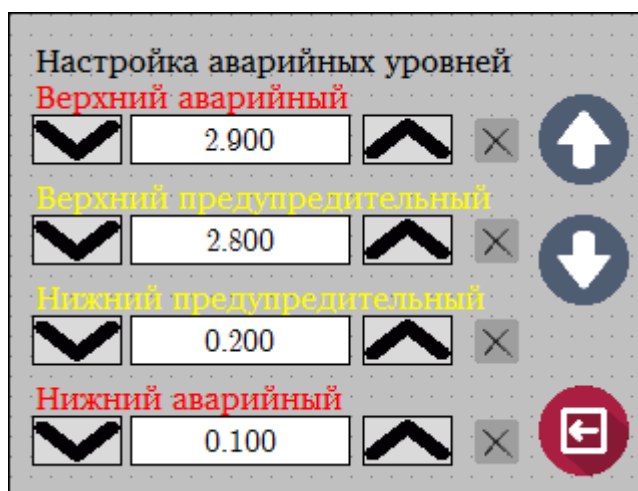 Настройка аварийных уровней
Верхний аварийный
2.900
Верхний предупредительный
2.800
Нижний предупредительный
0.200
Нижний аварийный
0.100